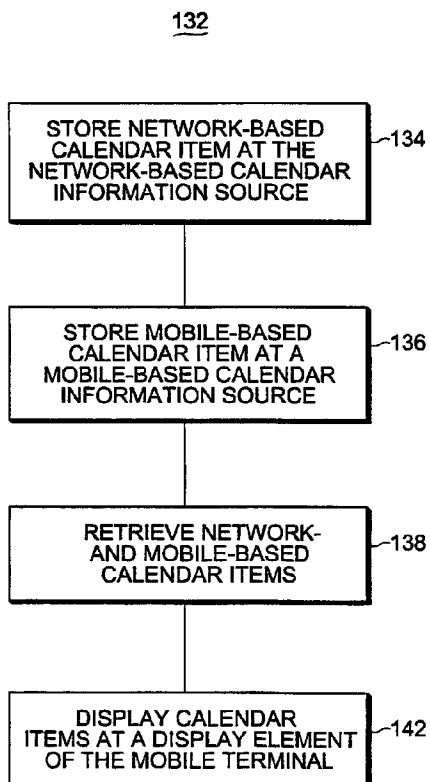 132
STORE NETWORK-BASED
CALENDAR ITEM AT THE
NETWORK-BASED CALENDAR
INFORMATION SOURCE
134
STORE MOBILE-BASED
CALENDAR ITEM AT A
MOBILE-BASED CALENDAR
INFORMATION SOURCE
136
RETRIEVE NETWORK-
AND MOBILE-BASED
CALENDAR ITEMS
138
DISPLAY CALENDAR
ITEMS AT A DISPLAY ELEMENT
OF THE MOBILE TERMINAL
142